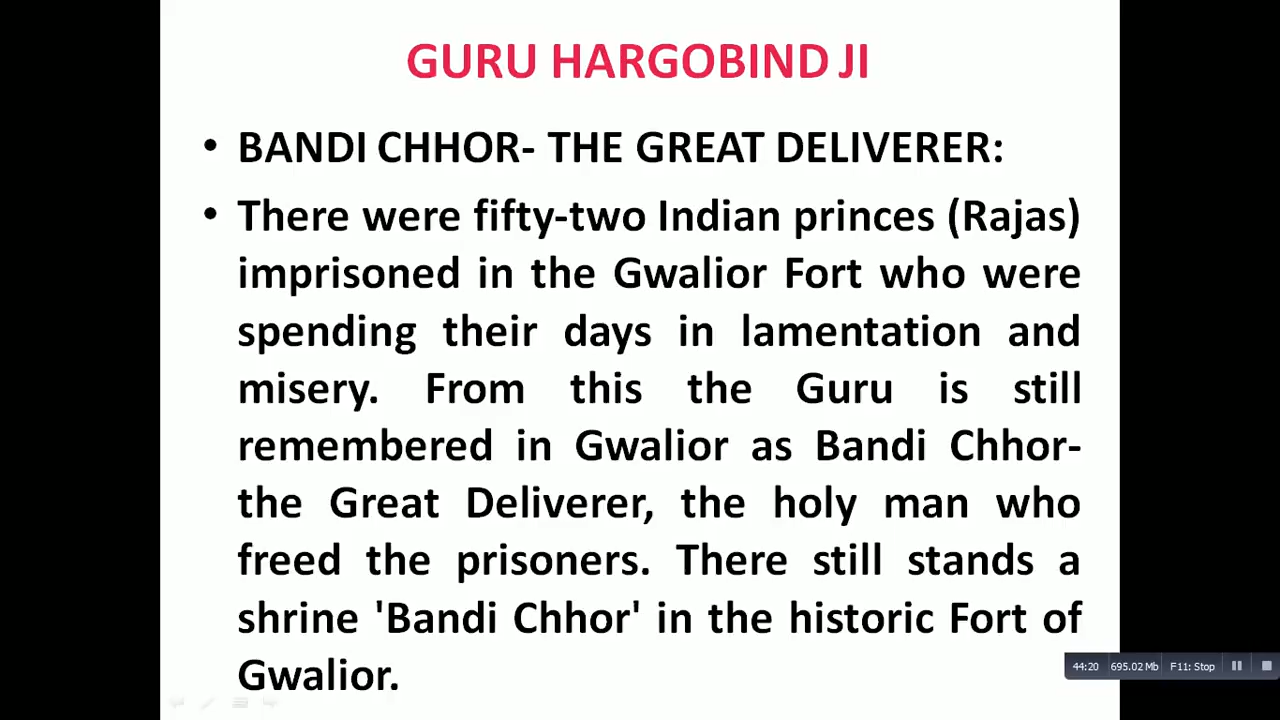 GURU HARGOBIND JI
• BANDI CHHOR- THE GREAT DELIVERER:
• There were fifty-two Indian princes (Rajas)
imprisoned in the Gwalior Fort who were
spending their days in lamentation and
misery. From this the Guru is still
remembered in Gwalior as Bandi Chhor-
the Great Deliverer, the holy man who
freed the prisoners. There still stands a
shrine 'Bandi Chhor' in the historic Fort of
Gwalior.
44:20 695.02 Mb F11: Stop